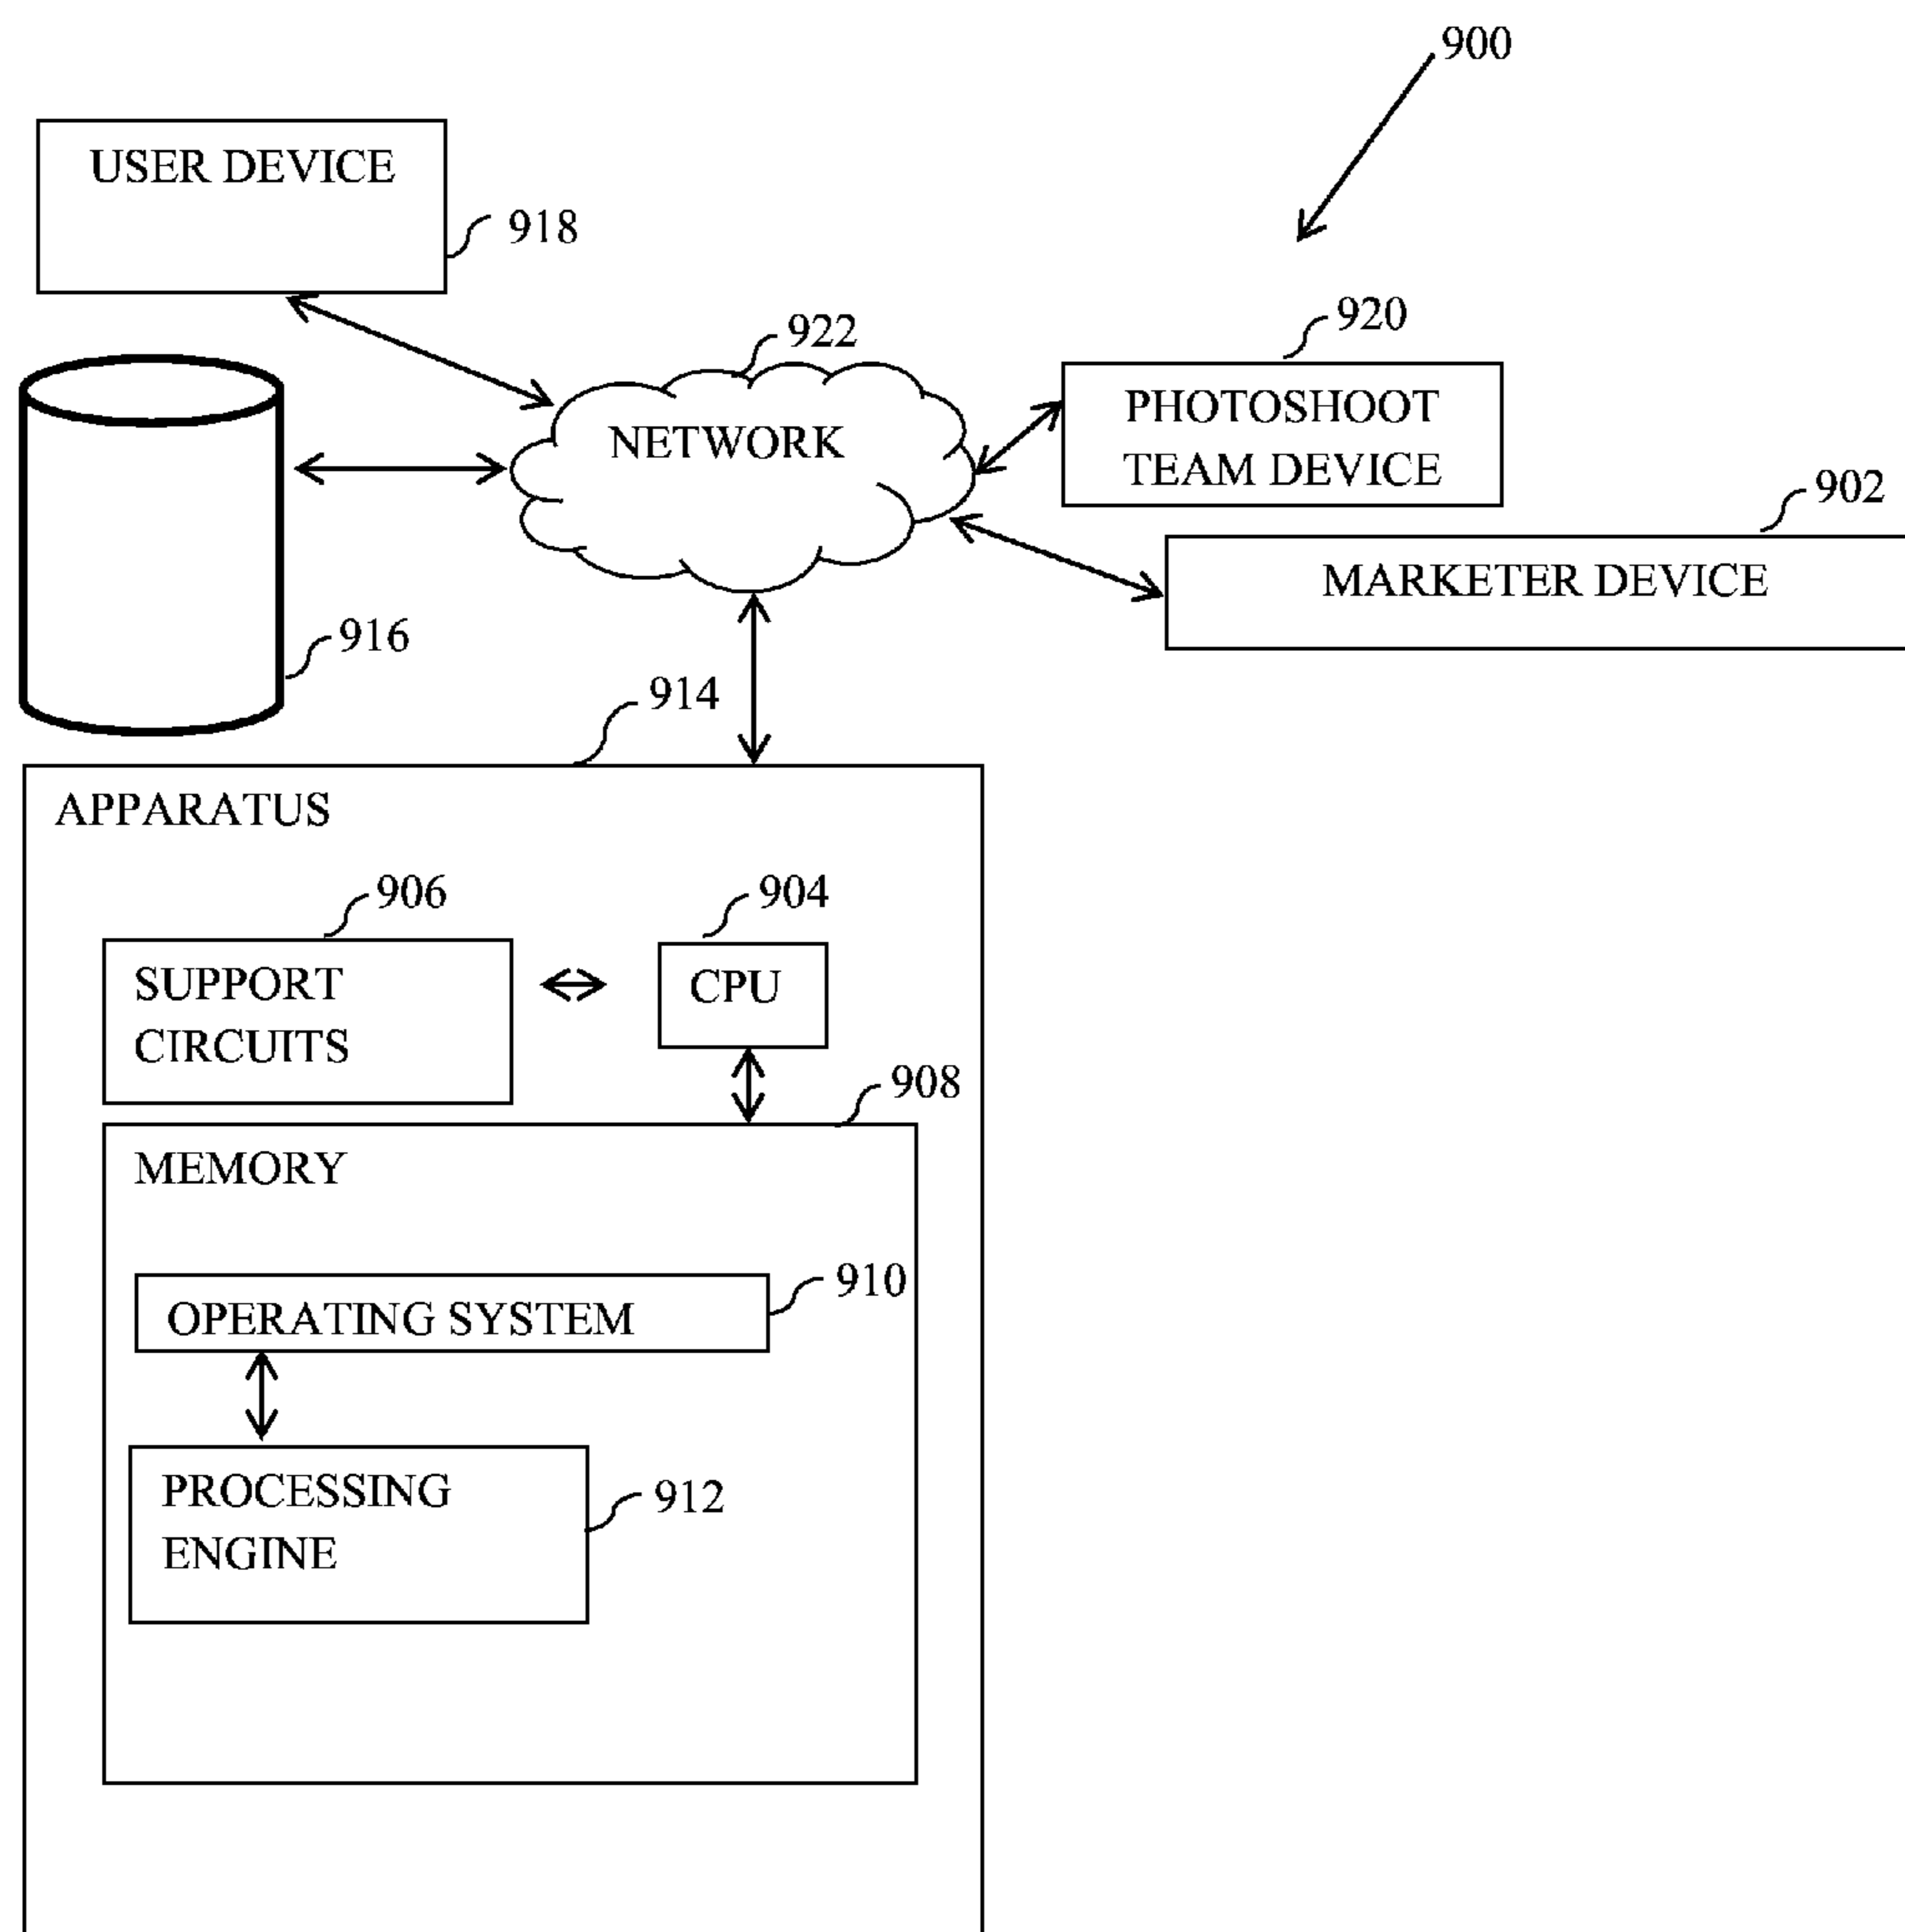 900
USER DEVICE
918
922
920
NETWORK
PHOTOSHOOT
TEAM DEVICE
902
MARKETER DEVICE
916
914
APPARATUS
906
904
SUPPORT
CIRCUITS
CPU
908
MEMORY
910
OPERATING SYSTEM
PROCESSING
ENGINE
912